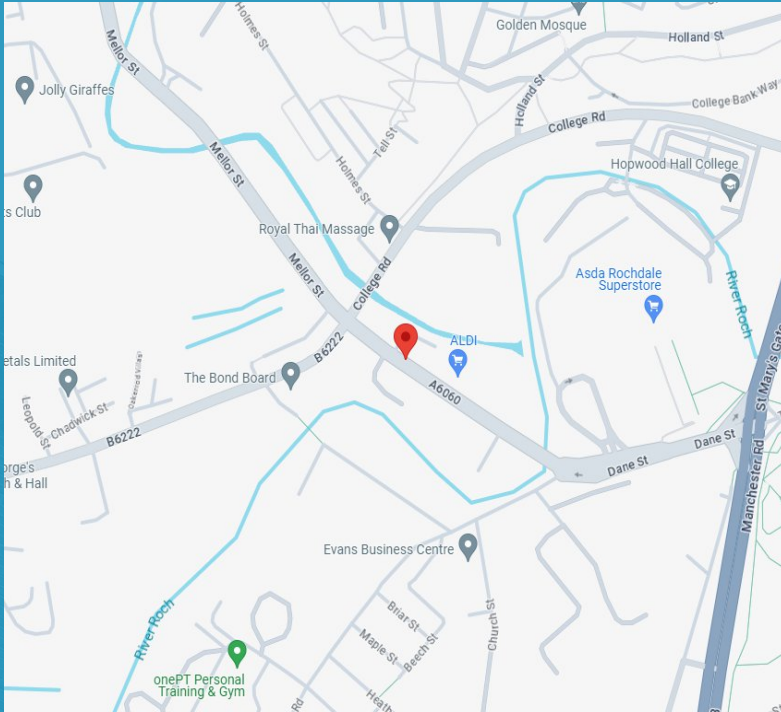 Golden Mosque
Holland St
Holmes St
Mellor St
Jolly Giraffes
College Bank Way
Holland St
College Rd
Tell St
Mellor St
Holmes St
Hopwood Hall College
ts Club
Royal Thai Massage
Mellor St
College Rd
Asda Rochdale
Superstore
River Roch
St Mary's Gate
B6222
ALDI
etals Limited
The Bond Board
A6060
Leopold St
Chadwick St
B6222
Dane St
Dane St
orge's
h & Hall
Manchester Rd
Evans Business Centre
River Roch
Briar St
Maple St
Beech St
Church St
onePT Personal
Training & Gym
Heath
Rd